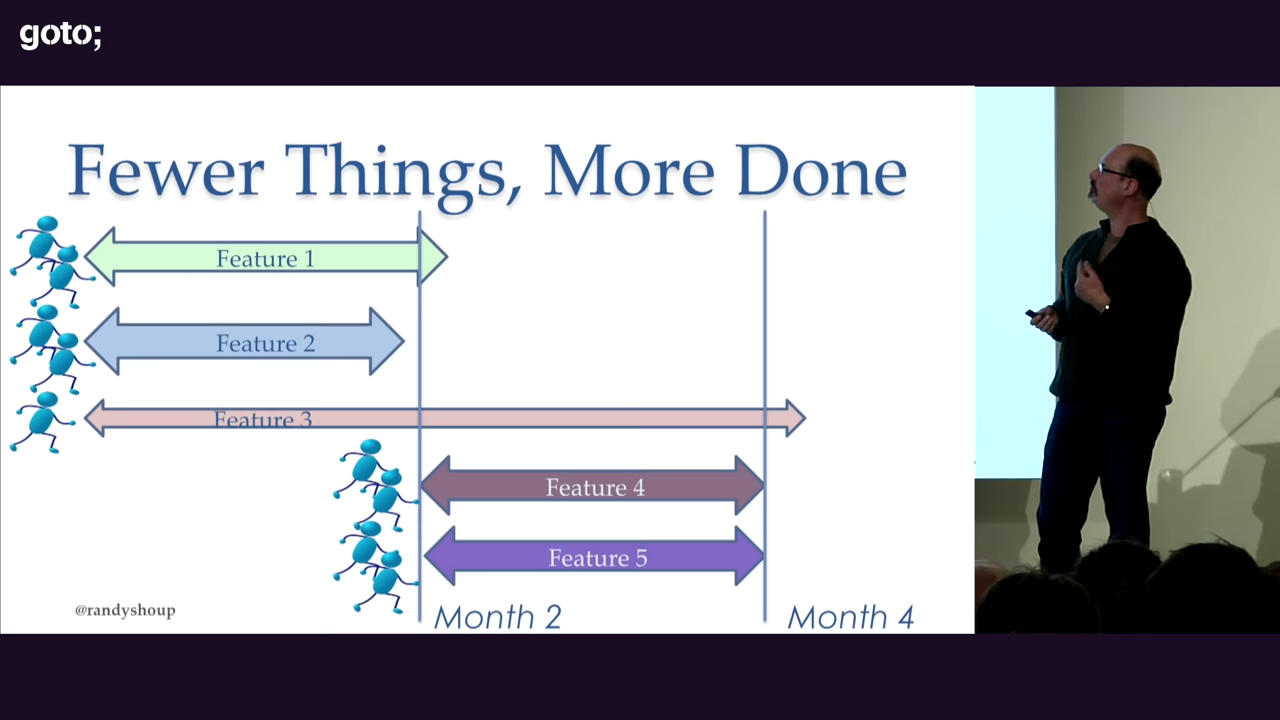 goto;
Fewer Things, More Done
Feature 1
Feature 2
Feature 3
Feature 4
Feature 5
@randyshoup
Month 2
Month 4